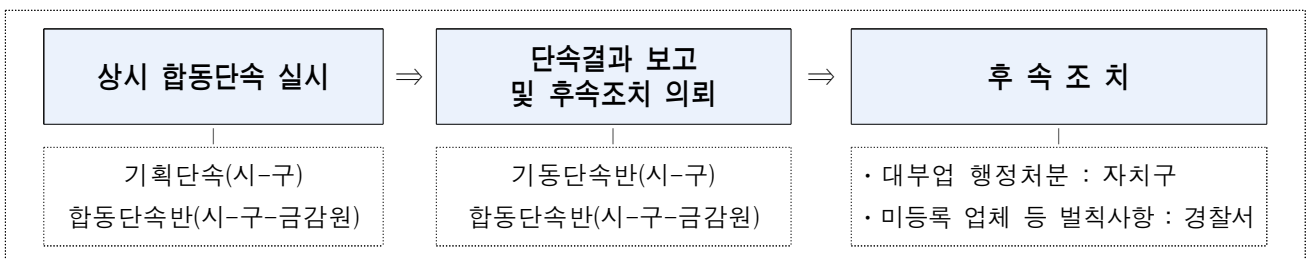 상시 합동단속 실시
⇒
단속결과 보고
및 후속조치 의뢰
⇒
후 속 조 치
기획단속(시-구)
합동단속반(시-구-금감원)
기동단속반(시-구)
합동단속반(시-구-금감원)
· 대부업 행정처분 : 자치구
· 미등록 업체 등 벌칙사항 : 경찰서